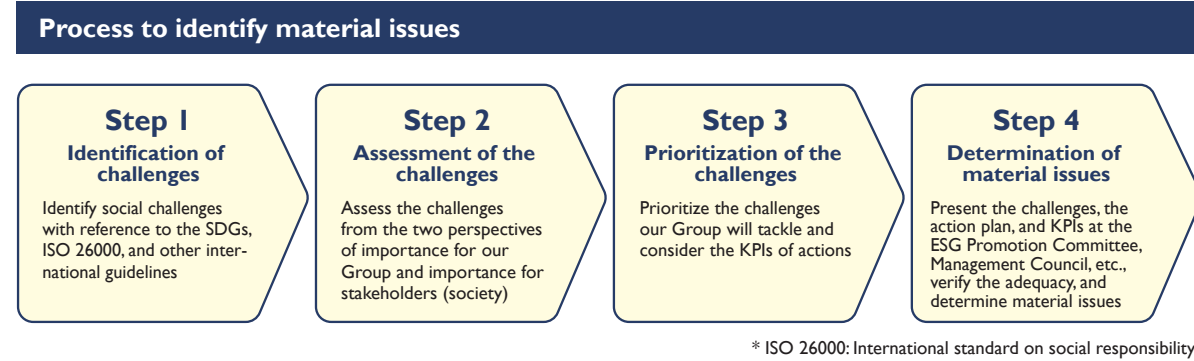 Process to identify material issues
Step 1
Identification of
challenges
Identify social challenges
with reference to the SDGs,
ISO 26000, and other inter-
national guidelines
Step 2
Assessment of the
challenges
Assess the challenges
from the two perspectives
of importance for our
Group and importance for
stakeholders (society)
Step 3
Prioritization of the
challenges
Prioritize the challenges
our Group will tackle and
consider the KPIs of actions
Step 4
Determination of
material issues
Present the challenges, the
action plan, and KPIs at the
ESG Promotion Committee,
Management Council, etc.,
verify the adequacy, and
determine material issues
* ISO 26000: International standard on social responsibility